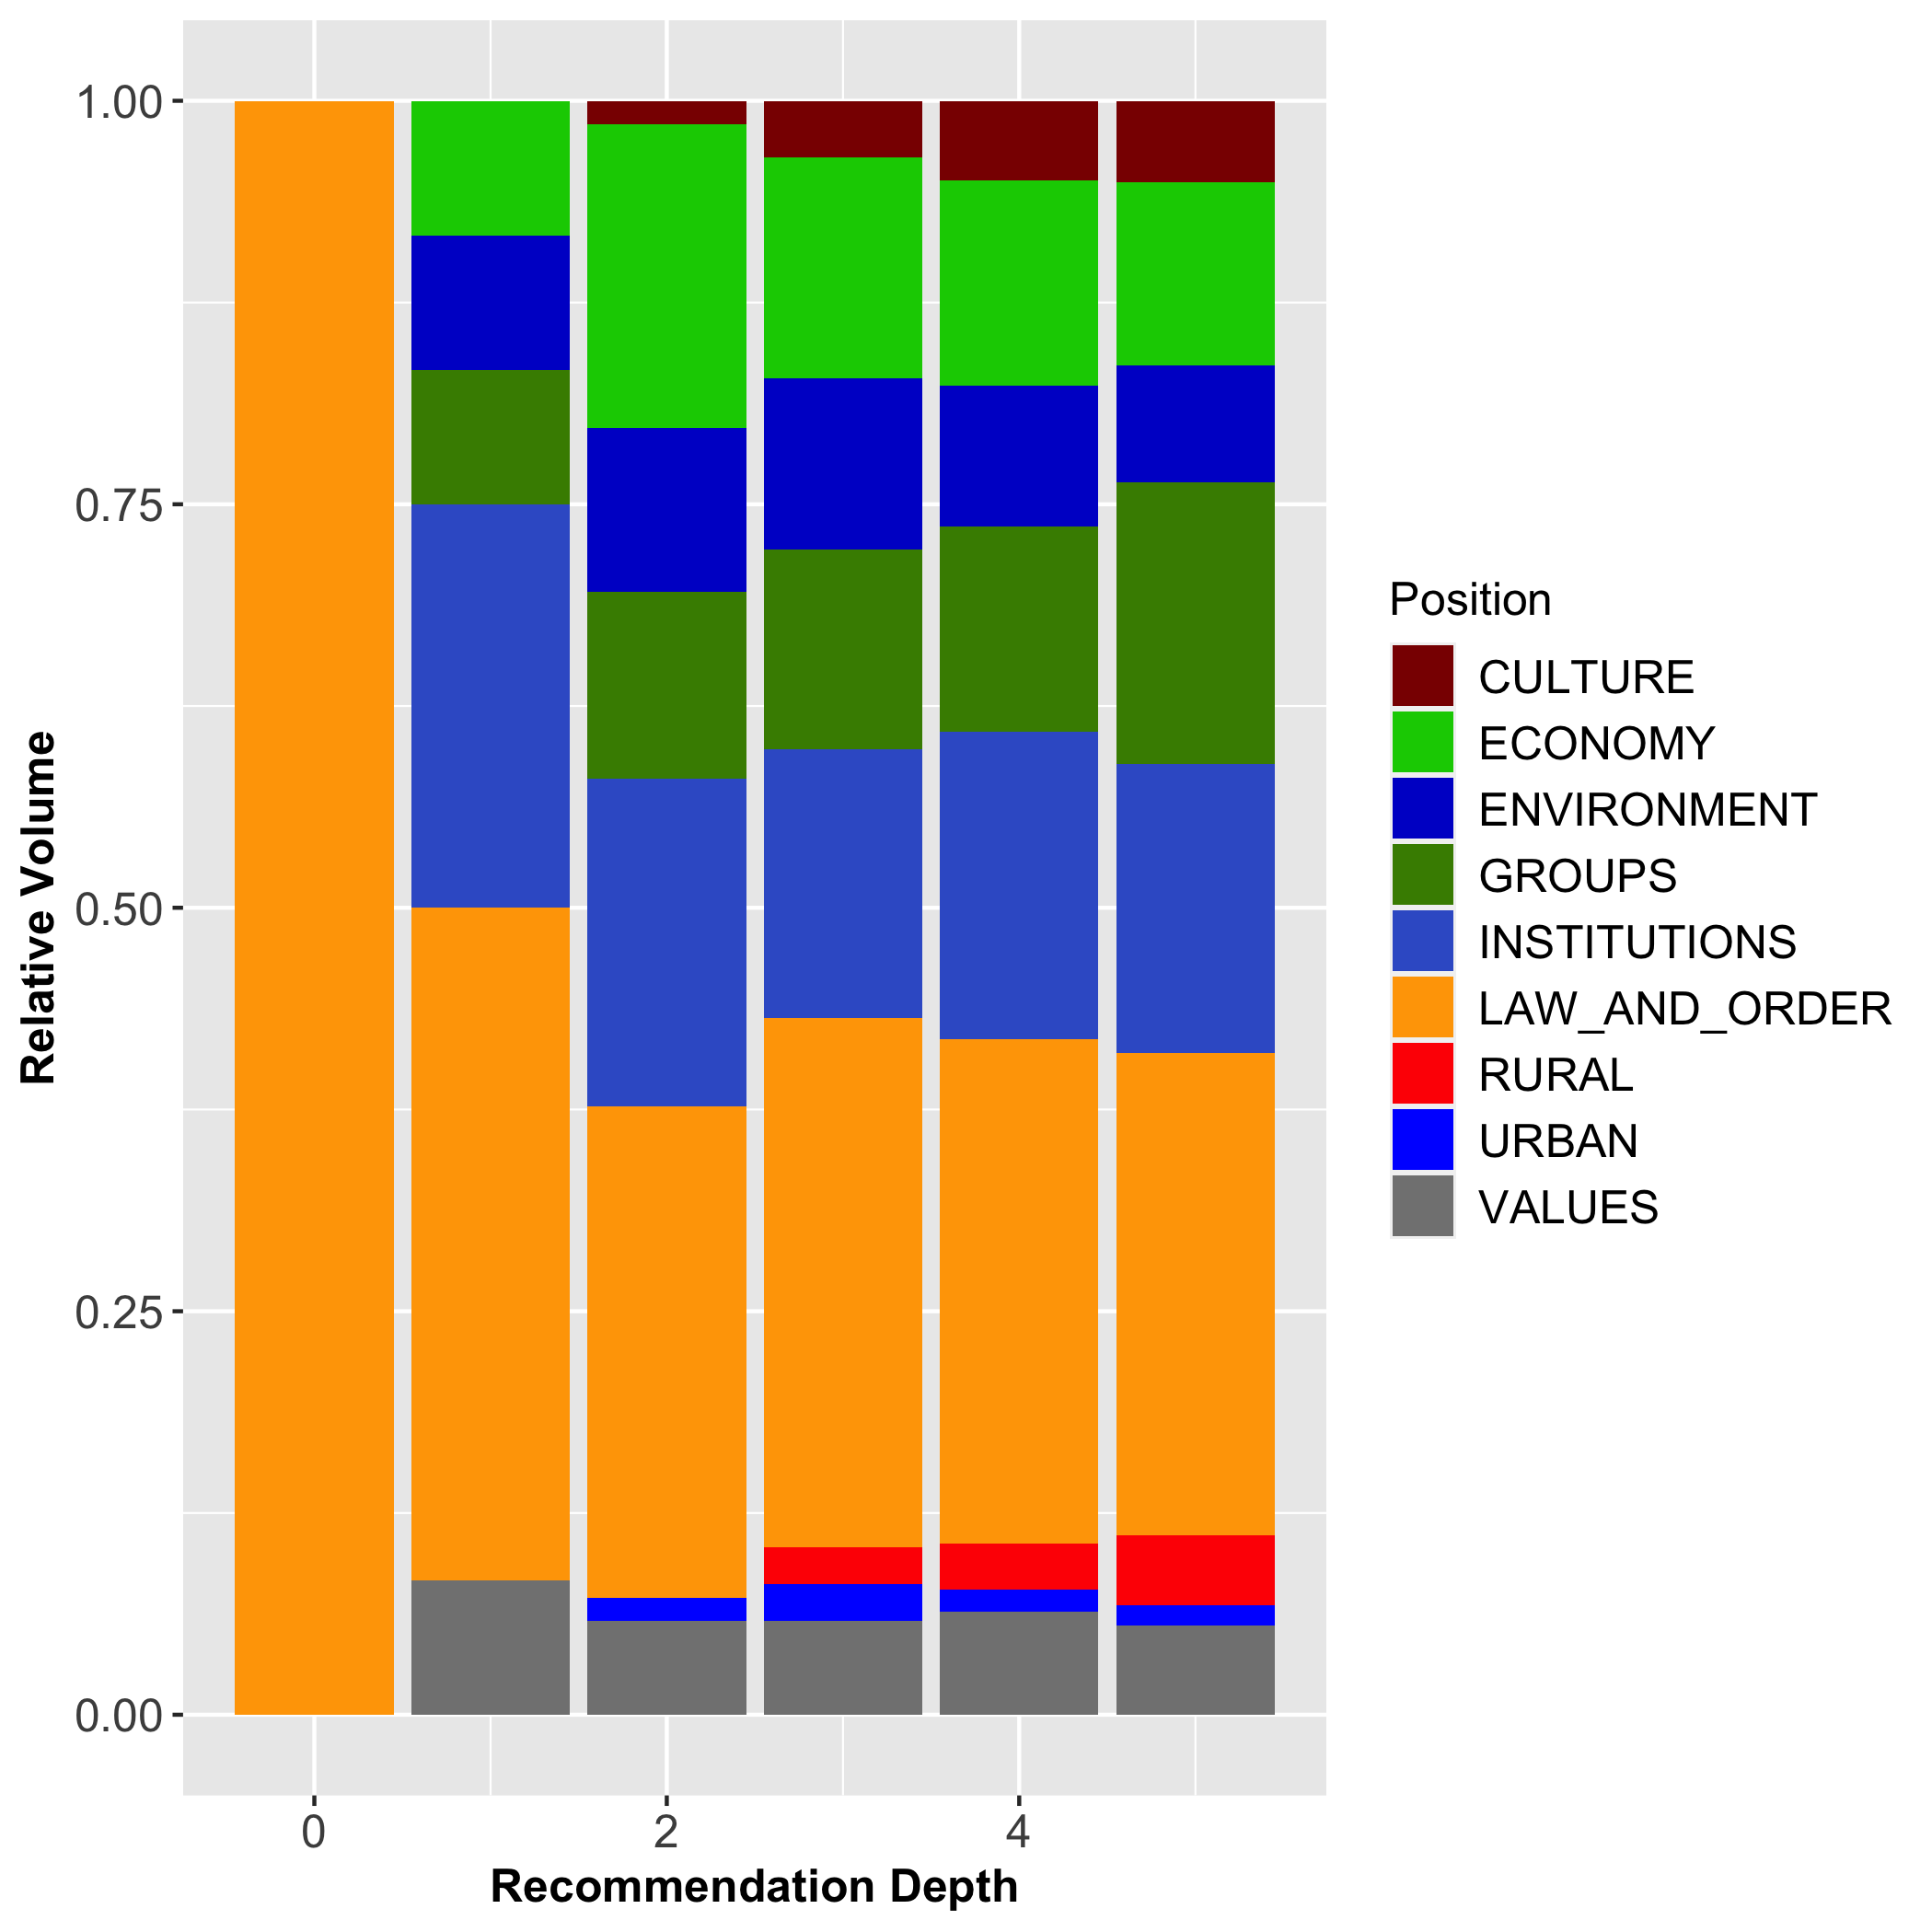 1.00
0.75
0.50
0.25
0.00
Relative Volume
0 2 4
Recommendation Depth
Position
CULTURE
ECONOMY
ENVIRONMENT
GROUPS
INSTITUTIONS
LAW_AND_ORDER
RURAL
URBAN
VALUES